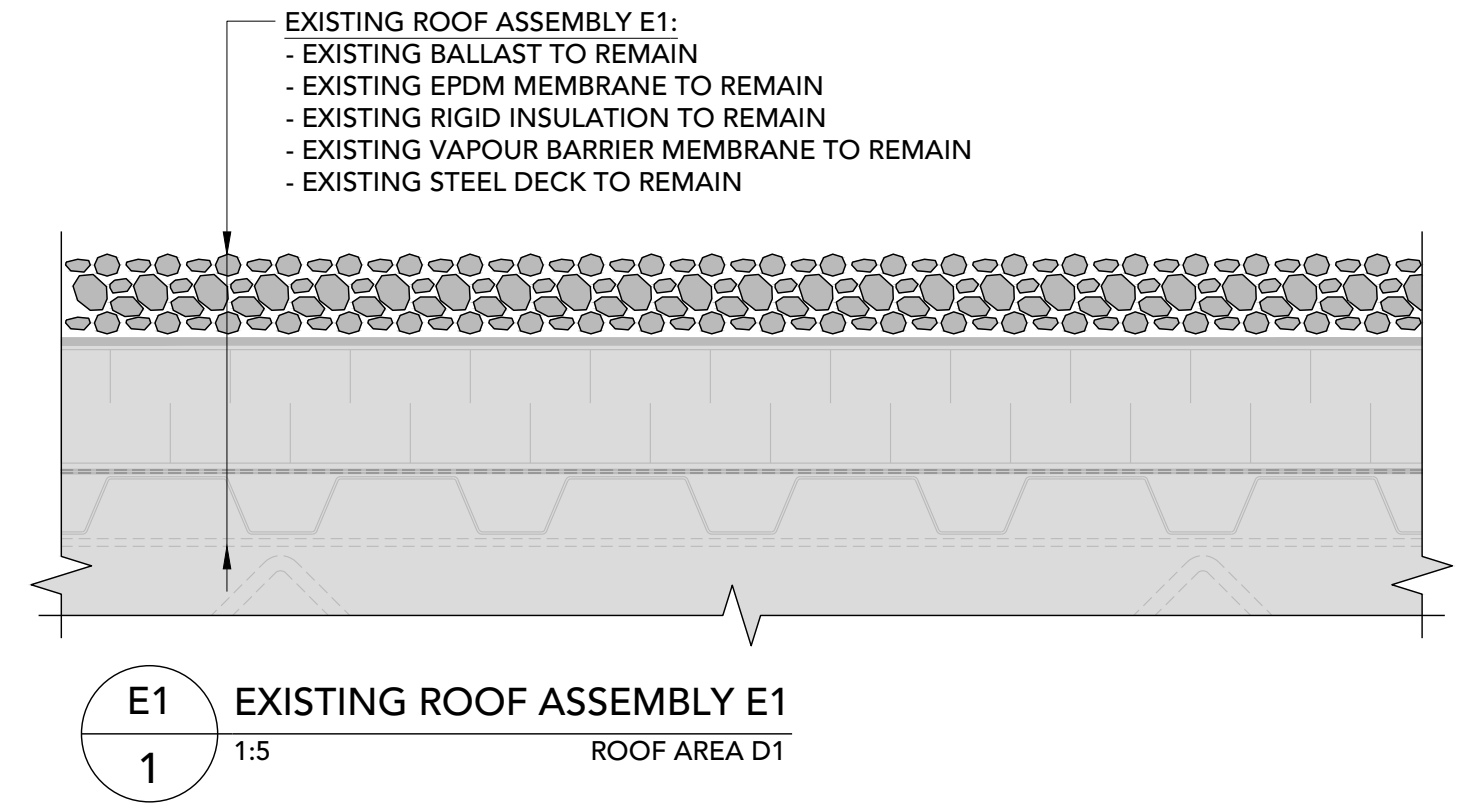 EXISTING ROOF ASSEMBLY E1:
- EXISTING BALLAST TO REMAIN
- EXISTING EPDM MEMBRANE TO REMAIN
- EXISTING RIGID INSULATION TO REMAIN
- EXISTING VAPOUR BARRIER MEMBRANE TO REMAIN
- EXISTING STEEL DECK TO REMAIN
E1
EXISTING ROOF ASSEMBLY E1
1
1:5 ROOF AREA D1